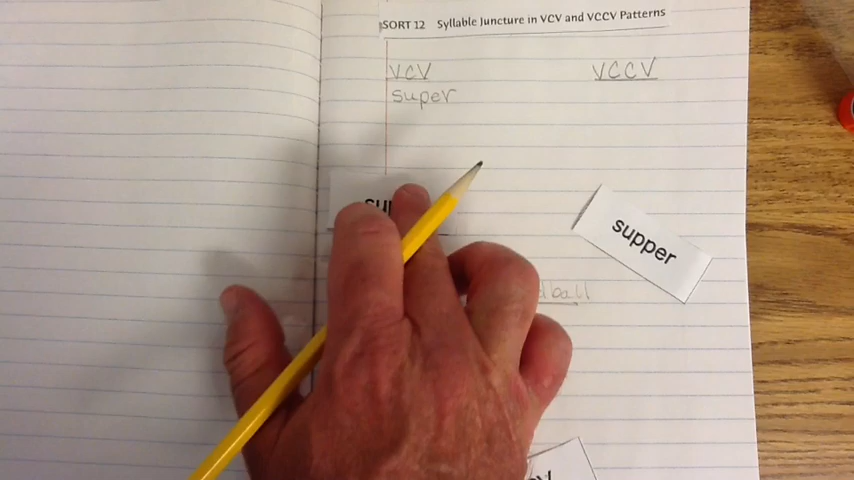 SORT 12 Syllable Juncture in VCV and VCCV Patterns
VCV VCCV
super
supper